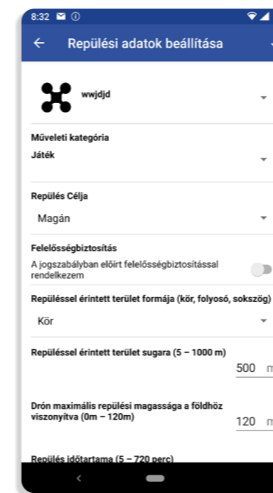 8:32
Repülési adatok beállítása
wwjdjd
Műveleti kategória
Játék
Repülés Célja
Magán
Felelősségbiztosítás
A jogszabályban előírt felelősségbiztosítással
rendelkezem
Repüléssel érintett terület formája (kör, folyosó, sokszög)
Kör
Repüléssel érintett terület sugara (5 – 1000 m)
500 m
Drón maximális repülési magassága a földhöz
viszonyítva (0m – 120m)
120 m
Repülés időtartama (5 – 720 perc)